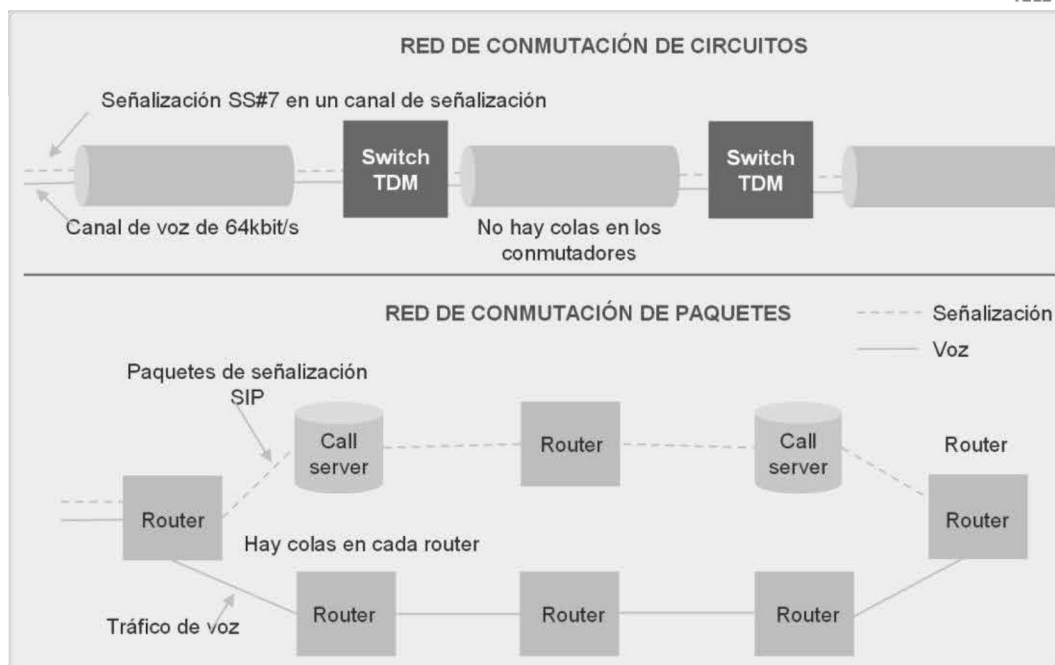 RED DE CONMUTACIÓN DE CIRCUITOS
Señalización SS#7 en un canal de señalización
Switch
TDM
Switch
TDM
Canal de voz de 64kbit/s
No hay colas en los
conmutadores
RED DE CONMUTACIÓN DE PAQUETES
Señalización
Voz
Paquetes de señalización
SIP
Call
server
Router
Call
server
Router
Router
Router
Hay colas en cada router
Router
Router
Router
Tráfico de voz